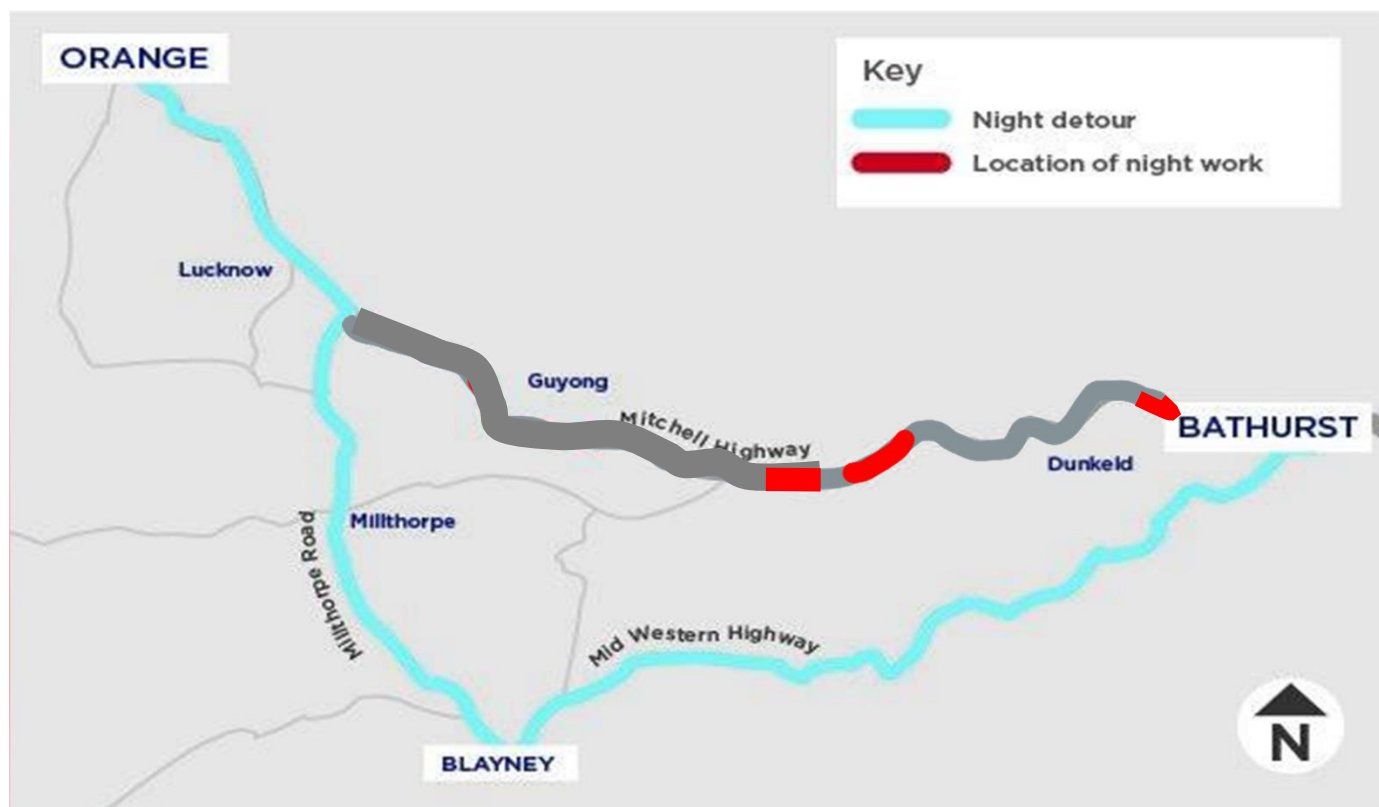 ORANGE
Key
Night detour
Location of night work
Lucknow
Guyong
Mitchell Highway
BATHURST
Dunkeld
Millthorpe
Millthorpe Road
Mid Western Highway
BLAYNEY
N